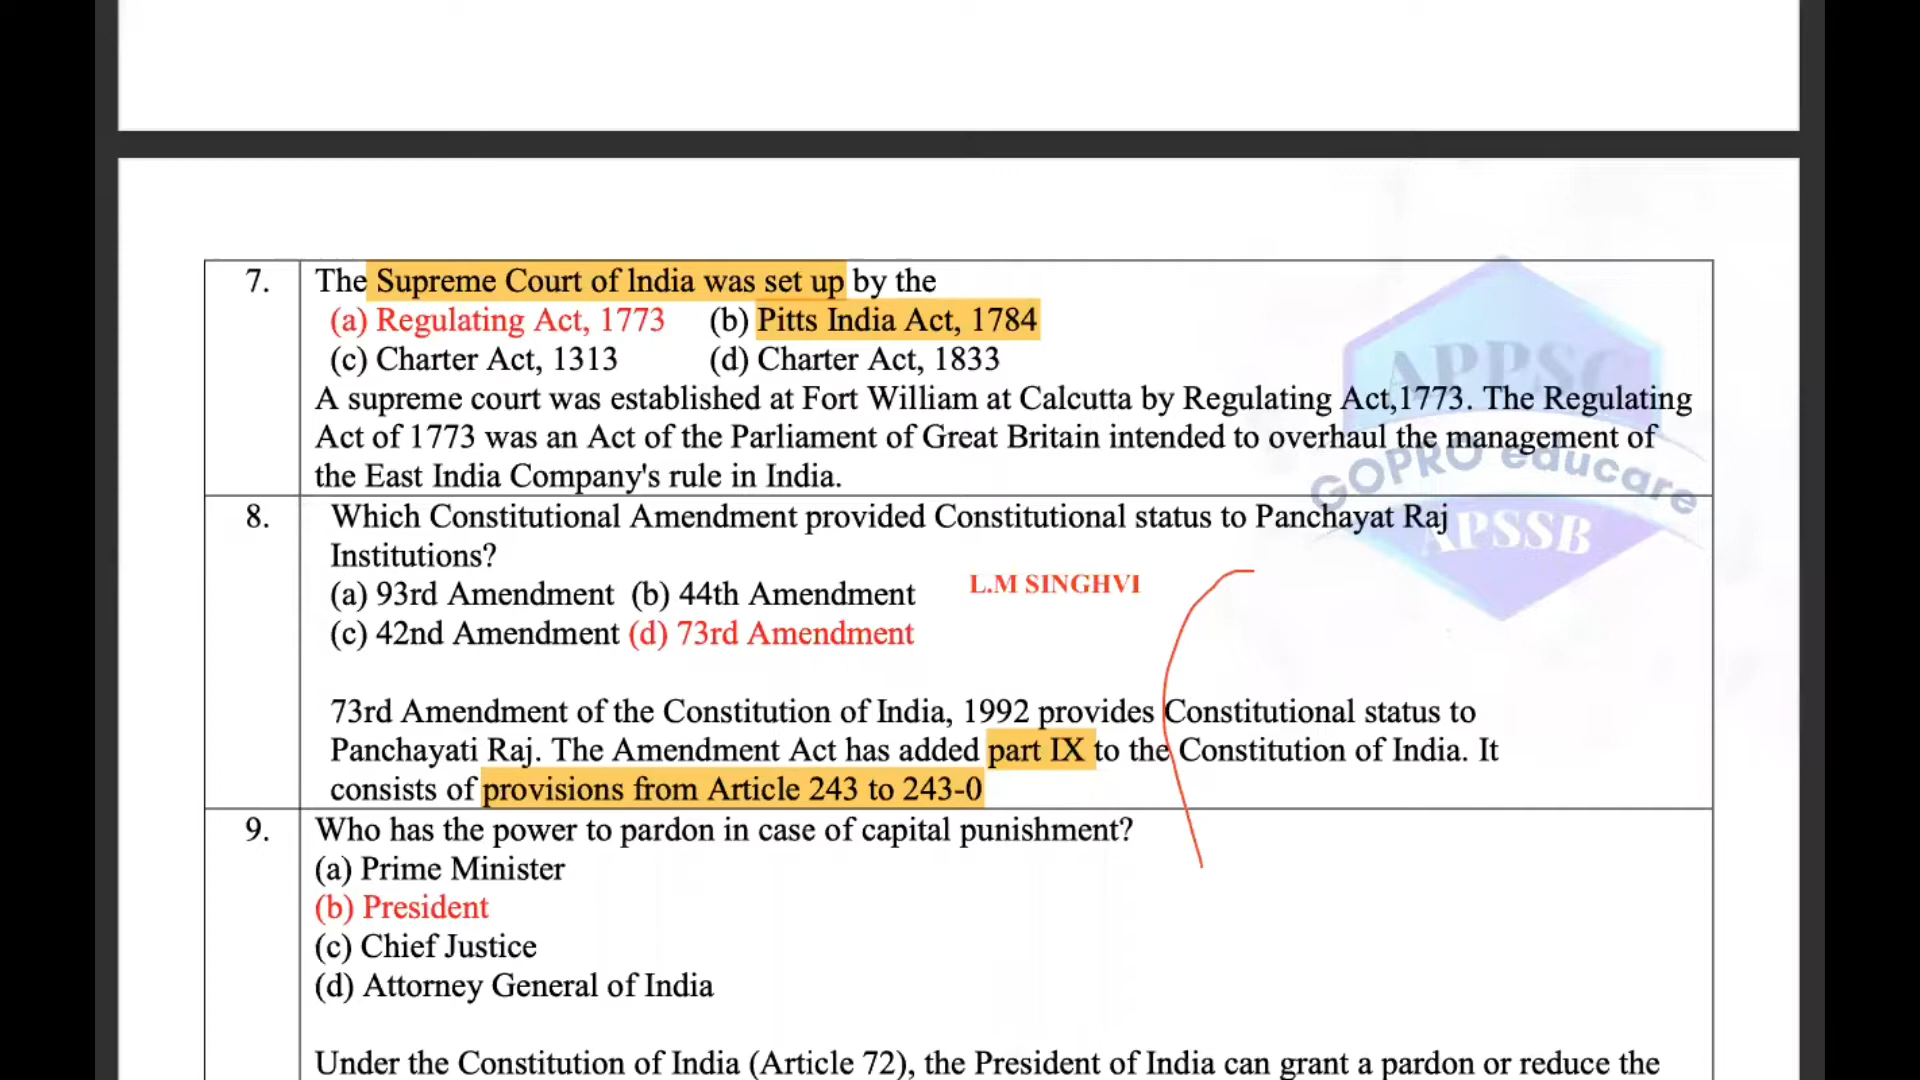 7. The Supreme Court of lndia was set up by the
(a) Regulating Act, 1773 (b) Pitts India Act, 1784
(c) Charter Act, 1313 (d) Charter Act, 1833
A supreme court was established at Fort William at Calcutta by Regulating Act,1773. The Regulating
Act of 1773 was an Act of the Parliament of Great Britain intended to overhaul the management of
the East India Company's rule in India.
8. Which Constitutional Amendment provided Constitutional status to Panchayat Raj
Institutions?
(a) 93rd Amendment (b) 44th Amendment
L.M SINGHVI
(c) 42nd Amendment (d) 73rd Amendment
73rd Amendment of the Constitution of India, 1992 provides Constitutional status to
Panchayati Raj. The Amendment Act has added part IX to the Constitution of India. It
consists of provisions from Article 243 to 243-0
9. Who has the power to pardon in case of capital punishment?
(a) Prime Minister
(b) President
(c) Chief Justice
(d) Attorney General of India
Under the Constitution of India (Article 72), the President of India can grant a pardon or reduce the
APPSC
GOPRO educare
APSSB